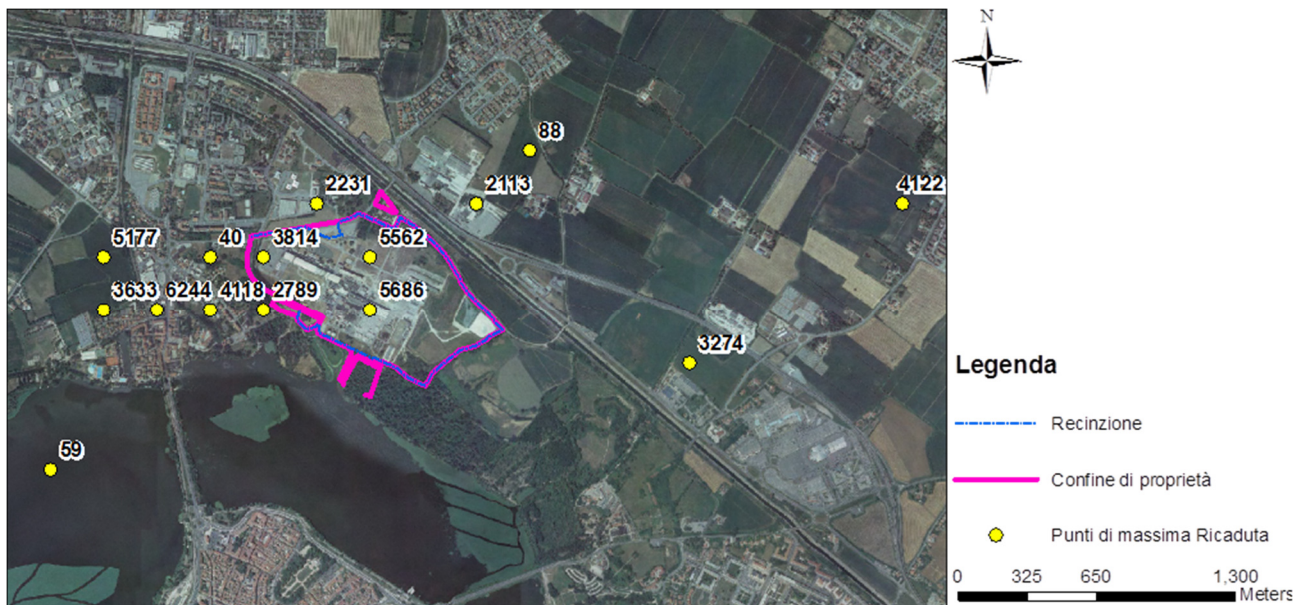 N
88
2231
2113
4122
5177
40
3814
5562
3633
6244
4118
2789
5686
3274
59
Legenda
Recinzione
Confine di proprietà
Punti di massima Ricaduta
0 325 650 1,300
Meters